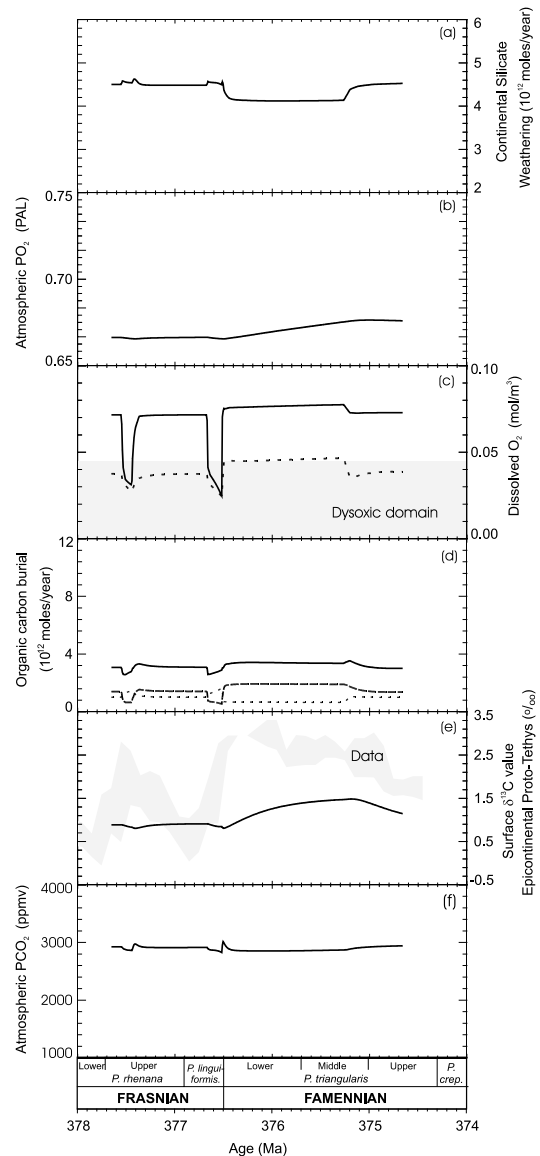 (a)
6
5
4
3
2
Continental Silicate
Weathering (10¹² moles/year)
(b)
0.75
0.70
0.65
Atmospheric PO₂ (PAL)
(c)
0.10
0.05
0.00
Dissolved O₂ (mol/m³)
Dysoxic domain
(d)
12
8
4
0
Organic carbon burial
(10¹² moles/year)
(e)
3.5
2.5
1.5
0.5
-0.5
Data
Surface δ¹³C value
Epicontinental Proto-Tethys (o/oo)
(f)
4000
3000
2000
1000
Atmospheric PCO₂ (ppmv)
Lower Upper P. lingui- Lower Middle Upper P.
P. rhenana formis. P. triangularis crep.
FRASNIAN FAMENNIAN
378 377 376 375 374
Age (Ma)